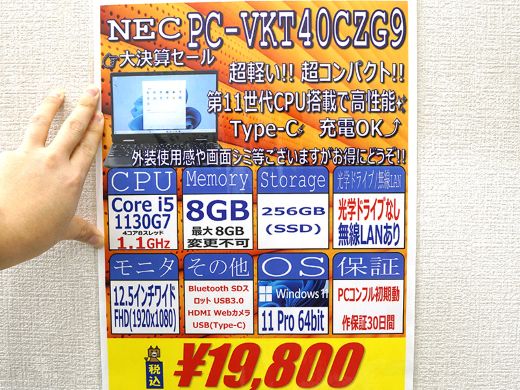 NEC PC-VKT40CZG9
大決算セール
超軽い!! 超コンパクト!!
第11世代CPU搭載で高性能
Type-C 充電OK
外装使用感や画面シミ等ございますがお得にどうぞ!!
CPU
Core i5
1130G7
4コア8スレッド
1.1GHz
Memory
8GB
最大8GB
変更不可
Storage
256GB
(SSD)
光学ドライブ/無線LAN
光学ドライブなし
無線LANあり
モニタ
12.5インチワイド
FHD(1920x1080)
その他
Bluetooth SDス
ロット USB3.0
HDMI Webカメラ
USB(Type-C)
OS
Windows 11
11 Pro 64bit
保証
PCコンフル初期動
作保証30日間
税込
¥19,800